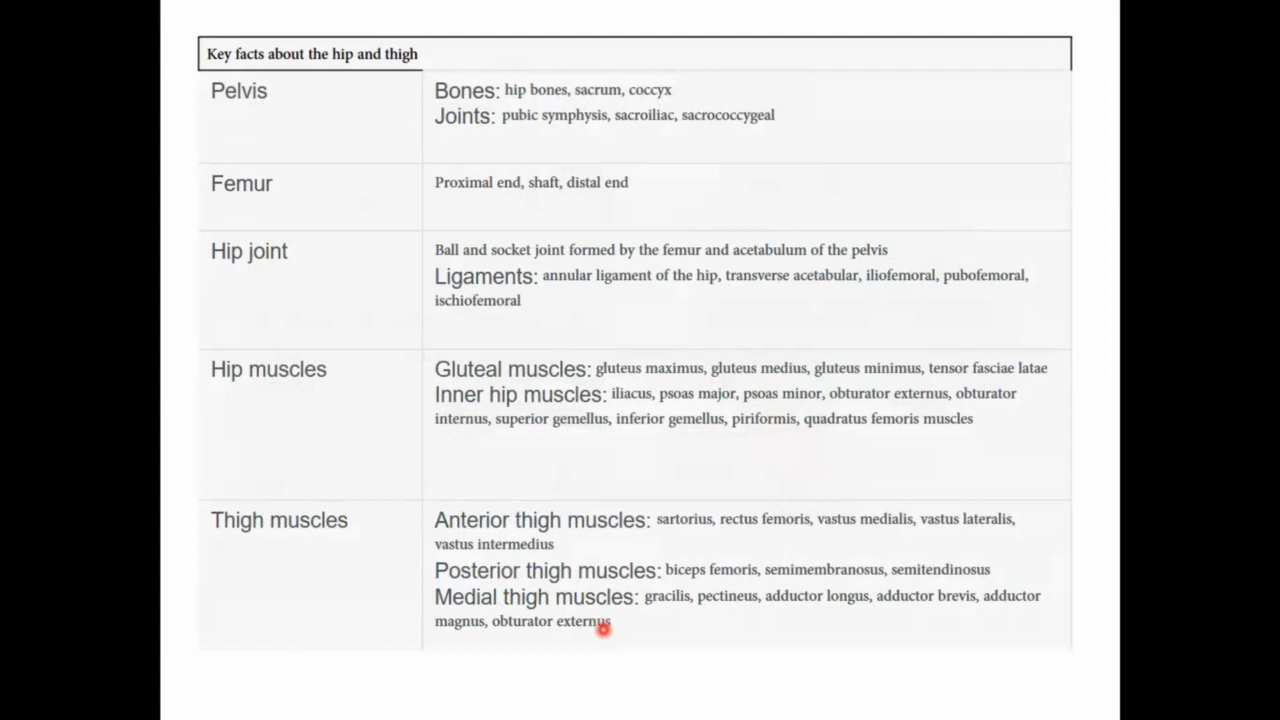 Key facts about the hip and thigh
Pelvis
Bones: hip bones, sacrum, coccyx
Joints: pubic symphysis, sacroiliac, sacrococcygeal
Femur
Proximal end, shaft, distal end
Hip joint
Ball and socket joint formed by the femur and acetabulum of the pelvis
Ligaments: annular ligament of the hip, transverse acetabular, iliofemoral, pubofemoral,
ischiofemoral
Hip muscles
Gluteal muscles: gluteus maximus, gluteus medius, gluteus minimus, tensor fasciae latae
Inner hip muscles: iliacus, psoas major, psoas minor, obturator externus, obturator
internus, superior gemellus, inferior gemellus, piriformis, quadratus femoris muscles
Thigh muscles
Anterior thigh muscles: sartorius, rectus femoris, vastus medialis, vastus lateralis,
vastus intermedius
Posterior thigh muscles: biceps femoris, semimembranosus, semitendinosus
Medial thigh muscles: gracilis, pectineus, adductor longus, adductor brevis, adductor
magnus, obturator externus